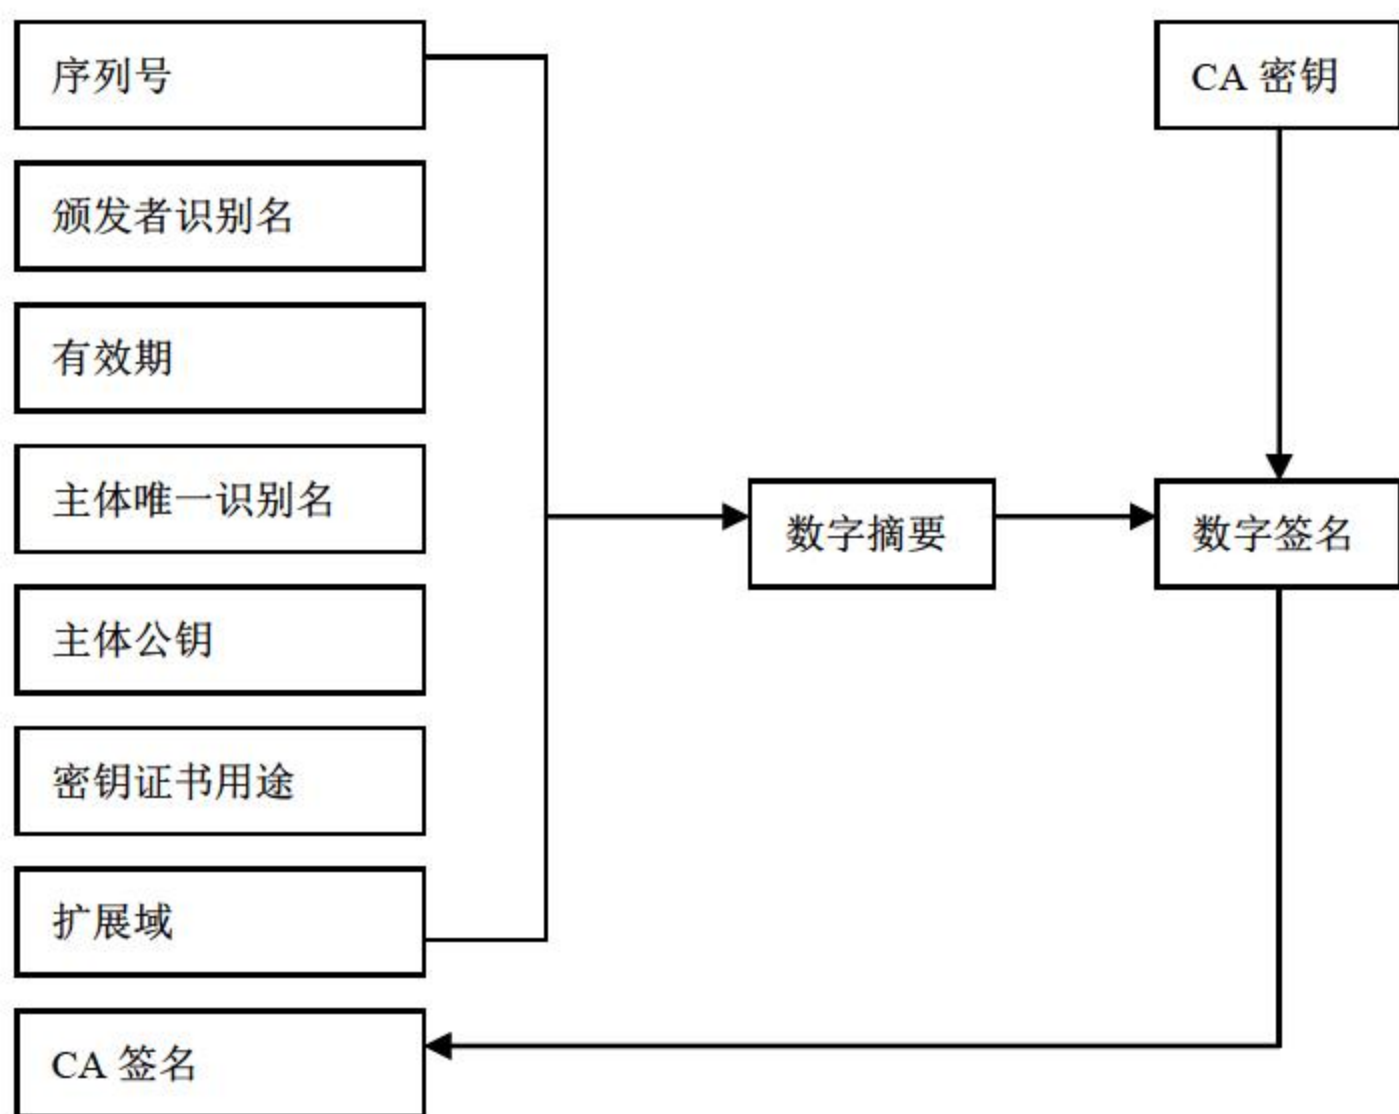 序列号
颁发者识别名
有效期
主体唯一识别名
主体公钥
密钥证书用途
扩展域
CA 签名
数字摘要
CA 密钥
数字签名